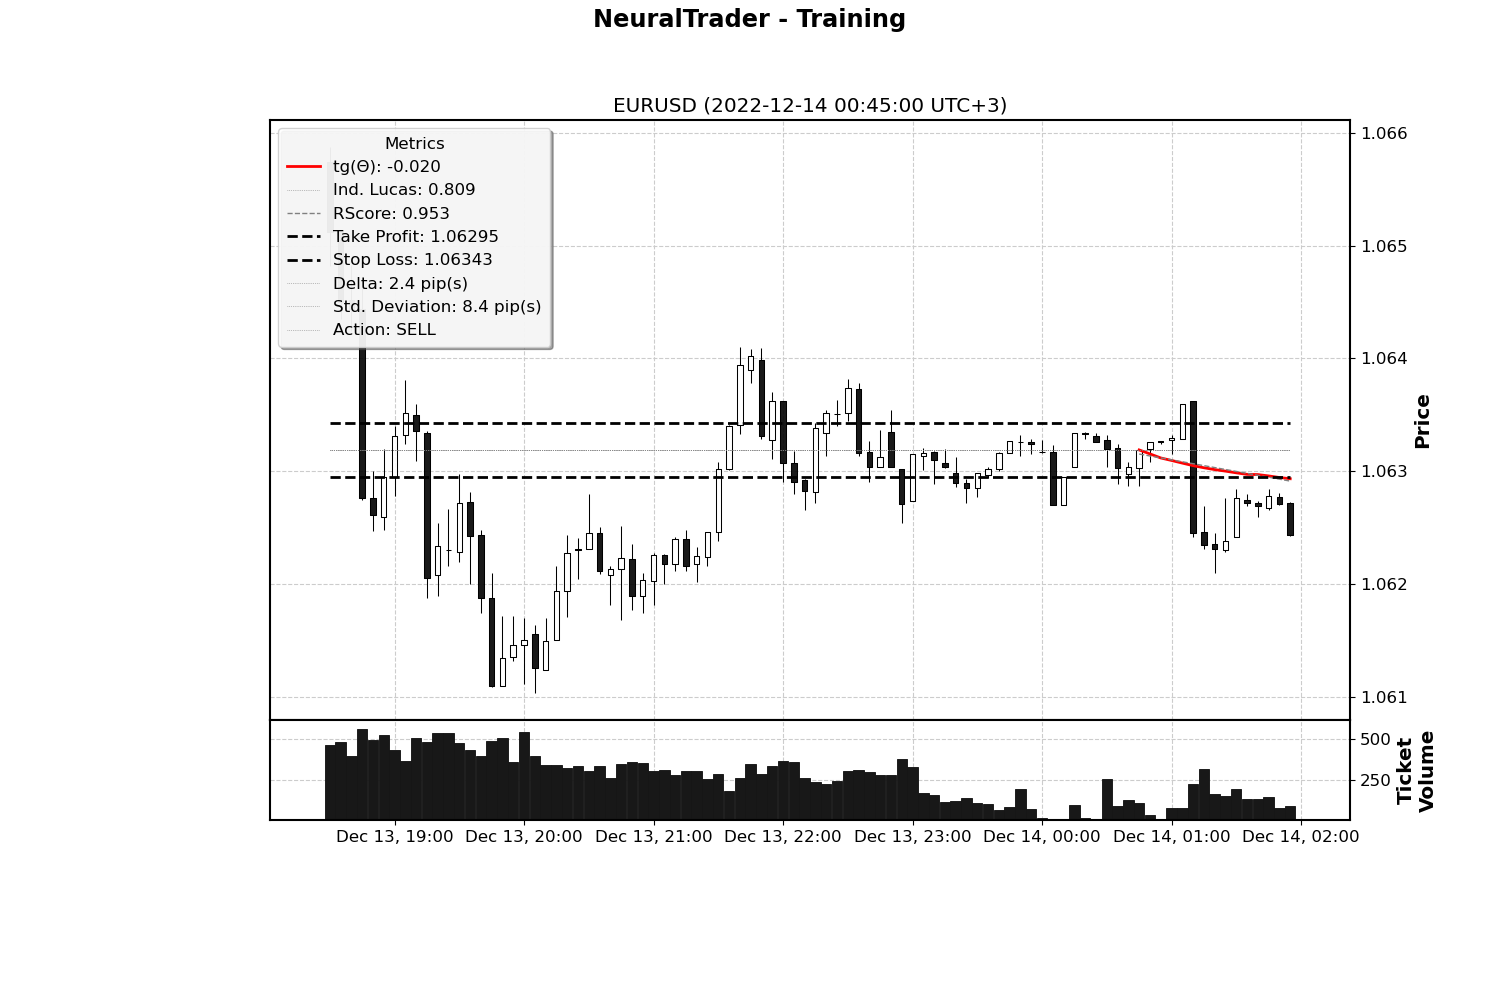 NeuralTrader - Training
EURUSD (2022-12-14 00:45:00 UTC+3)
Metrics
tg(Θ): -0.020
Ind. Lucas: 0.809
RScore: 0.953
Take Profit: 1.06295
Stop Loss: 1.06343
Delta: 2.4 pip(s)
Std. Deviation: 8.4 pip(s)
Action: SELL
1.066
1.065
1.064
1.063
1.062
1.061
Price
500
250
Ticket
Volume
Dec 13, 19:00 Dec 13, 20:00 Dec 13, 21:00 Dec 13, 22:00 Dec 13, 23:00 Dec 14, 00:00 Dec 14, 01:00 Dec 14, 02:00